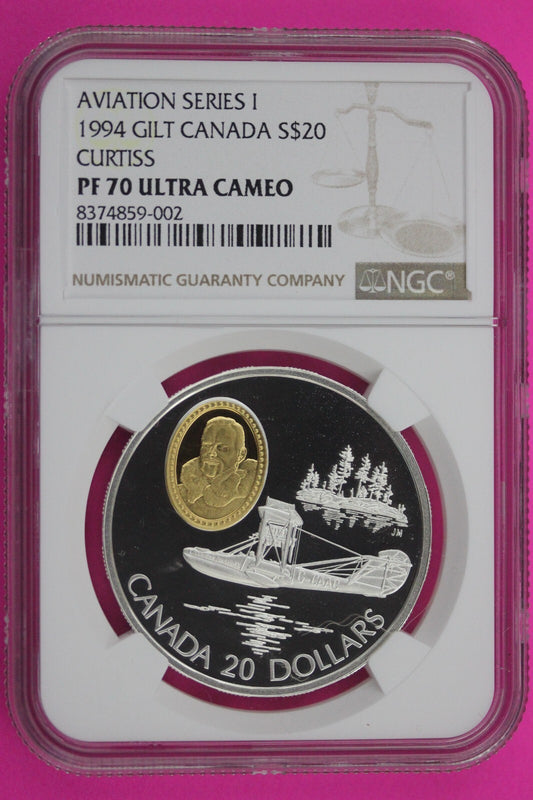 AVIATION SERIES I
1994 GILT CANADA S$20
CURTISS
PF 70 ULTRA CAMEO
8374859-002
NUMISMATIC GUARANTY COMPANY
NGC®
JM
CANADA 20 DOLLARS